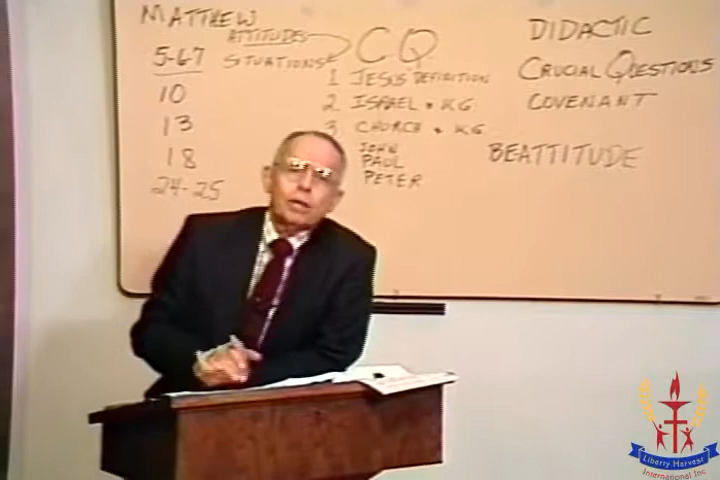 MATTHEW
5-6-7
10
13
18
24-25
ATTITUDES
SITUATIONS
CQ
1 JESUS DEFINITION
2 ISRAEL & KG
3 CHURCH & KG
JOHN
PAUL
PETER
DIDACTIC
CRUCIAL QUESTIONS
COVENANT
BEATTITUDE
Liberty Harvest
International Inc